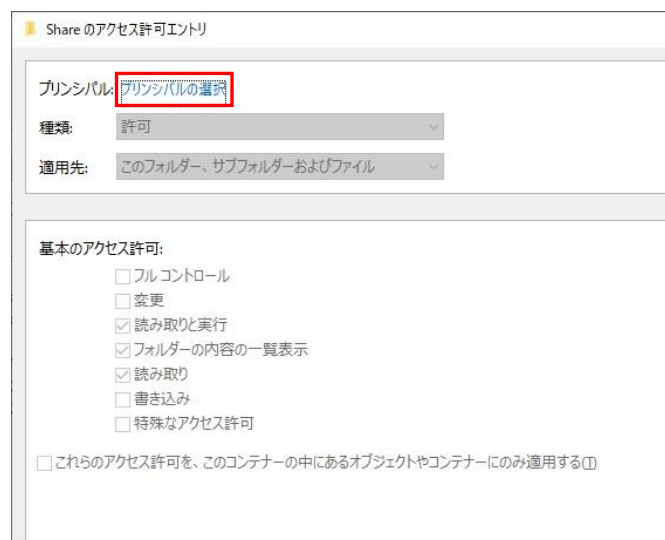 Share のアクセス許可エントリ
プリンシパル: プリンシパルの選択
種類: 許可
適用先: このフォルダー、サブフォルダーおよびファイル
基本のアクセス許可:
フル コントロール
変更
読み取りと実行
フォルダーの内容の一覧表示
読み取り
書き込み
特殊なアクセス許可
これらのアクセス許可を、このコンテナーの中にあるオブジェクトやコンテナーにのみ適用する(T)